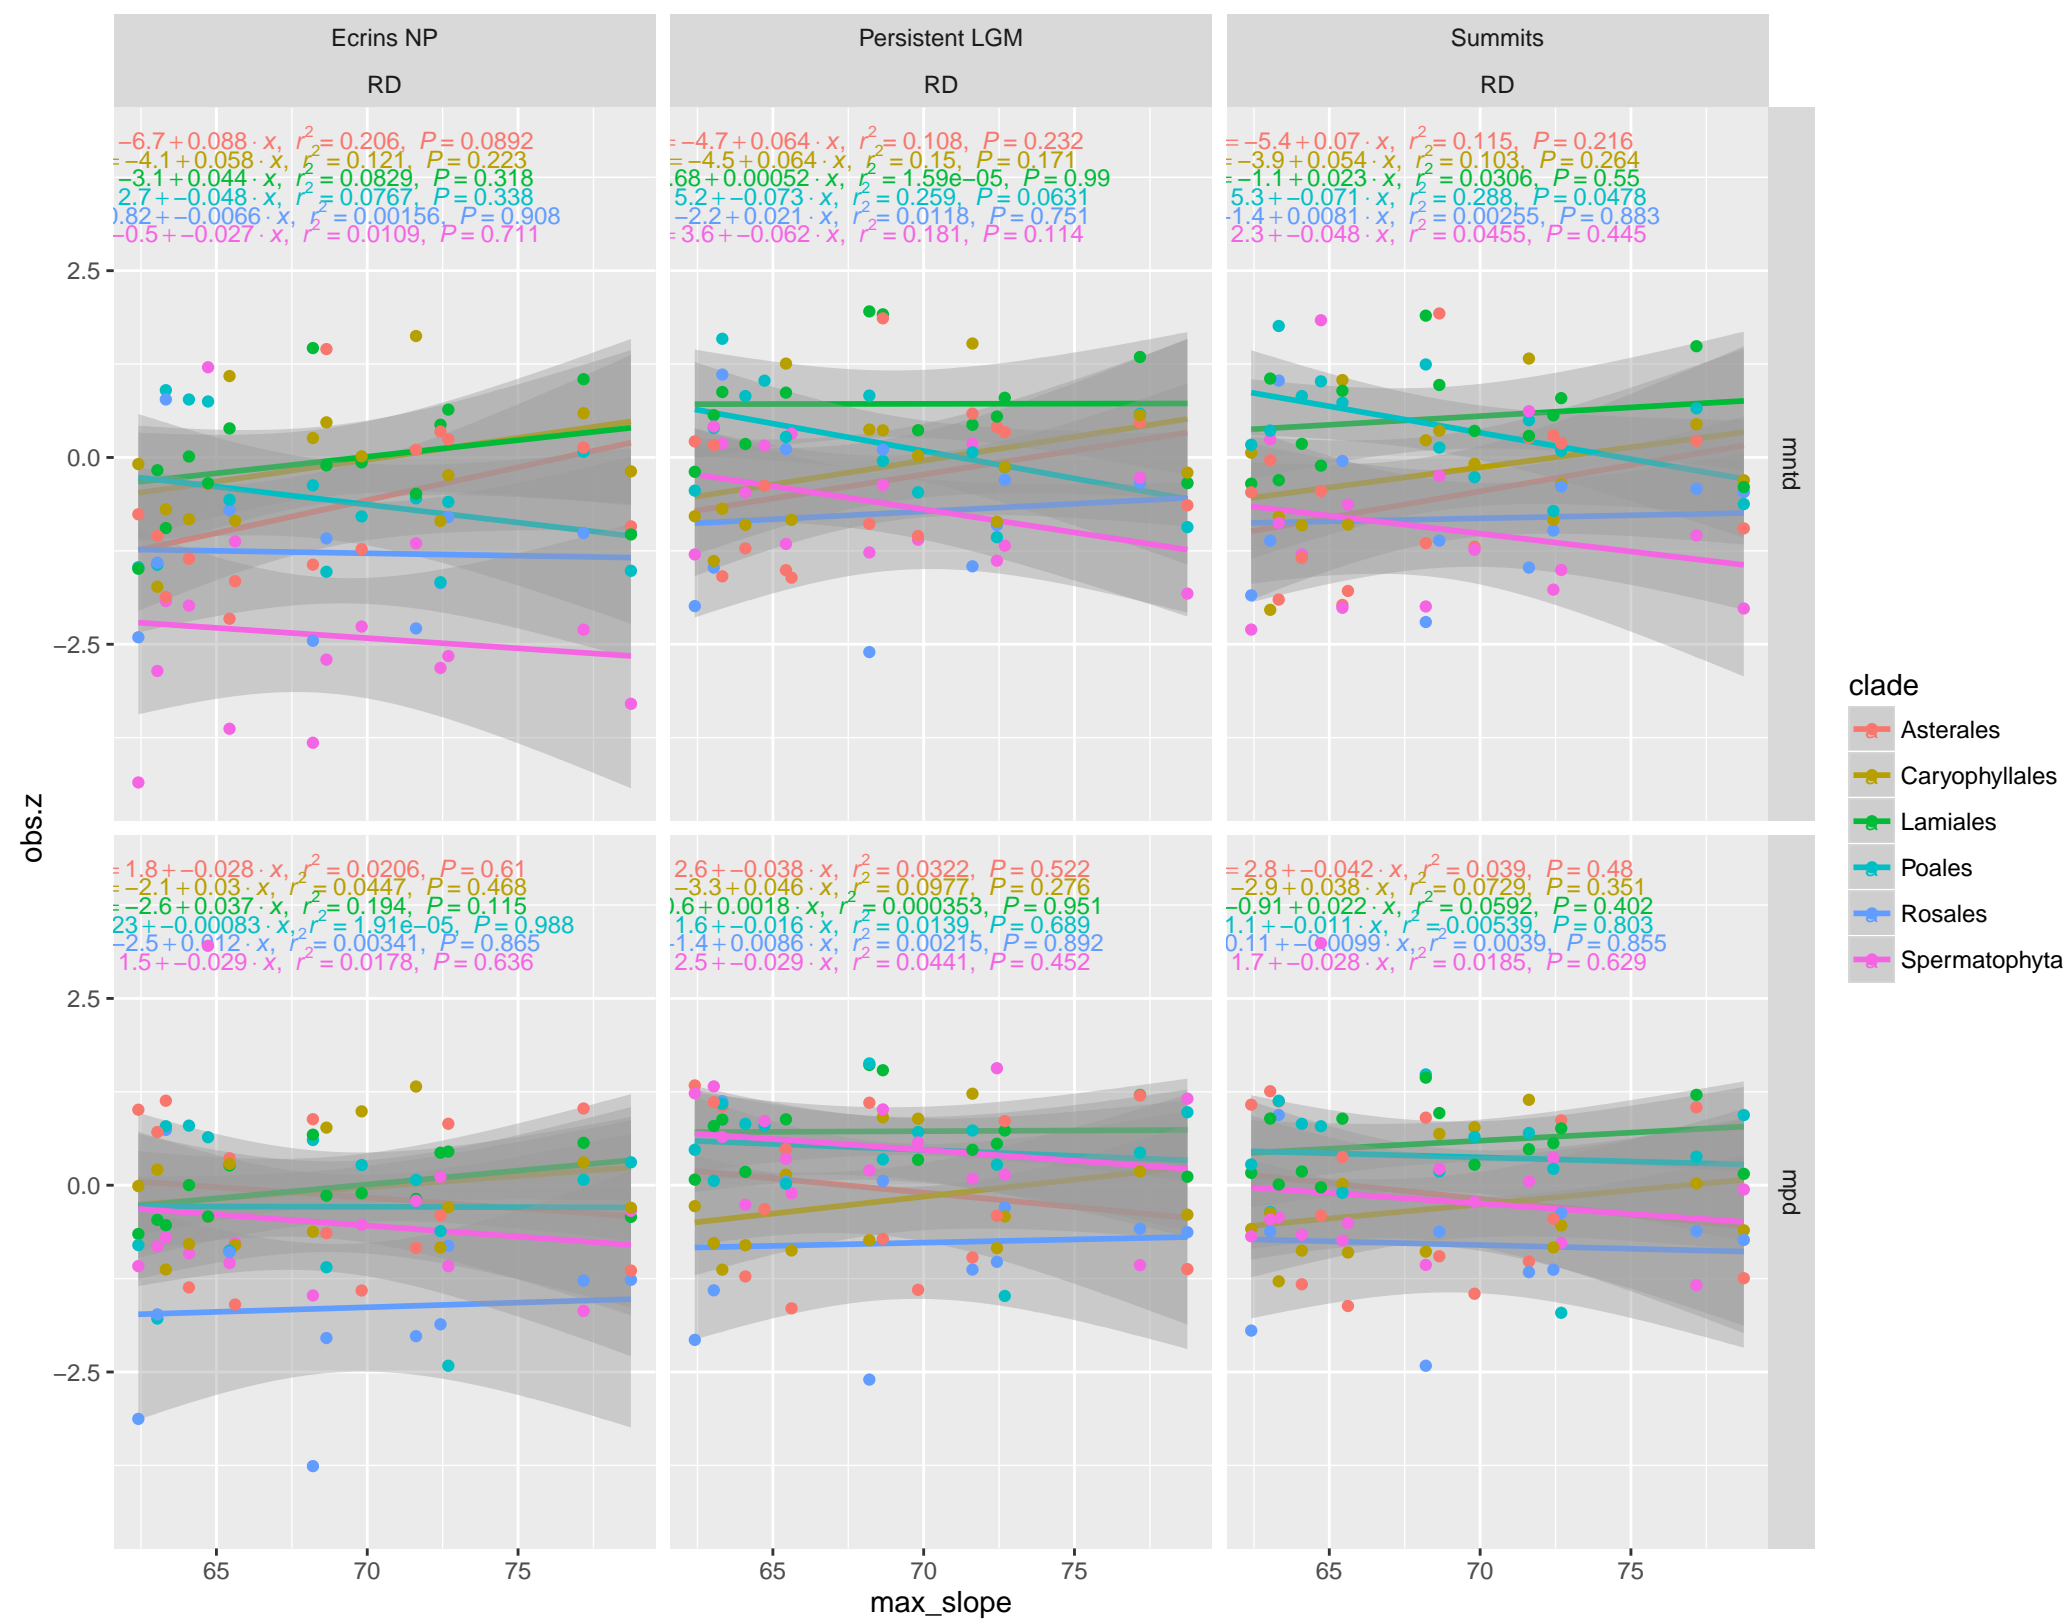 Ecrins NP
Persistent LGM
Summits
RD
RD
RD
−6.7+0.088· x, r2=0.206, P=0.0892
=−4.1+0.058· x, r2=0.121, P=0.223
−3.1+0.044· x, r2=0.0829, P=0.318
2.7+−0.048· x, r2=0.0767, P=0.338
0.82+−0.0066· x, r2=0.00156, P=0.908
−0.5+−0.027· x, r2=0.0109, P=0.711
=−4.7+0.064· x, r2=0.108, P=0.232
=−4.5+0.064· x, r2=0.15, P=0.171
.68+0.00052· x, r2=1.59e−05, P=0.99
5.2+−0.073· x, r2=0.259, P=0.0631
−2.2+0.021· x, r2=0.0118, P=0.751
=3.6+−0.062· x, r2=0.181, P=0.114
=−5.4+0.07· x, r2=0.115, P=0.216
=−3.9+0.054· x, r2=0.103, P=0.264
=−1.1+0.023· x, r2=0.0306, P=0.55
5.3+−0.071· x, r2=0.288, P=0.0478
−1.4+0.0081· x, r2=0.00255, P=0.883
2.3+−0.048· x, r2=0.0455, P=0.445
2.5
0.0
−2.5
mntd
=1.8+−0.028· x, r2=0.0206, P=0.61
=−2.1+0.03· x, r2=0.0447, P=0.468
=−2.6+0.037· x, r2=0.194, P=0.115
23+−0.00083· x, r2=1.91e−05, P=0.988
−2.5+0.012· x, r2=0.00341, P=0.865
1.5+−0.029· x, r2=0.0178, P=0.636
2.6+−0.038· x, r2=0.0322, P=0.522
−3.3+0.046· x, r2=0.0977, P=0.276
0.6+0.0018· x, r2=0.000353, P=0.951
1.6+−0.016· x, r2=0.0139, P=0.689
−1.4+0.0086· x, r2=0.00215, P=0.892
2.5+−0.029· x, r2=0.0441, P=0.452
=2.8+−0.042· x, r2=0.039, P=0.48
−2.9+0.038· x, r2=0.0729, P=0.351
−0.91+0.022· x, r2=0.0592, P=0.402
1.1+−0.011· x, r2=0.00539, P=0.803
0.11+−0.0099· x, r2=0.0039, P=0.855
1.7+−0.028· x, r2=0.0185, P=0.629
2.5
0.0
−2.5
mpd
obs.z
65
70
75
65
70
75
65
70
75
max_slope
clade
Asterales
Caryophyllales
Lamiales
Poales
Rosales
Spermatophyta